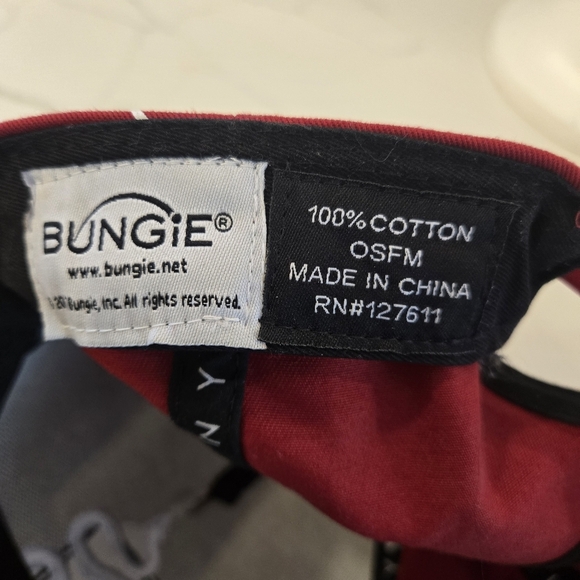 BUNGiE®
www.bungie.net
Bungie, Inc. All rights reserved.
100% COTTON
OSFM
MADE IN CHINA
RN#127611
N Y